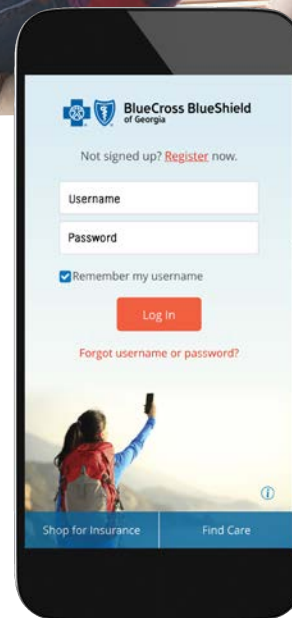 BlueCross BlueShield
of Georgia
Not signed up? Register now.
Username
Password
Remember my username
Log In
Forgot username or password?
Shop for Insurance Find Care